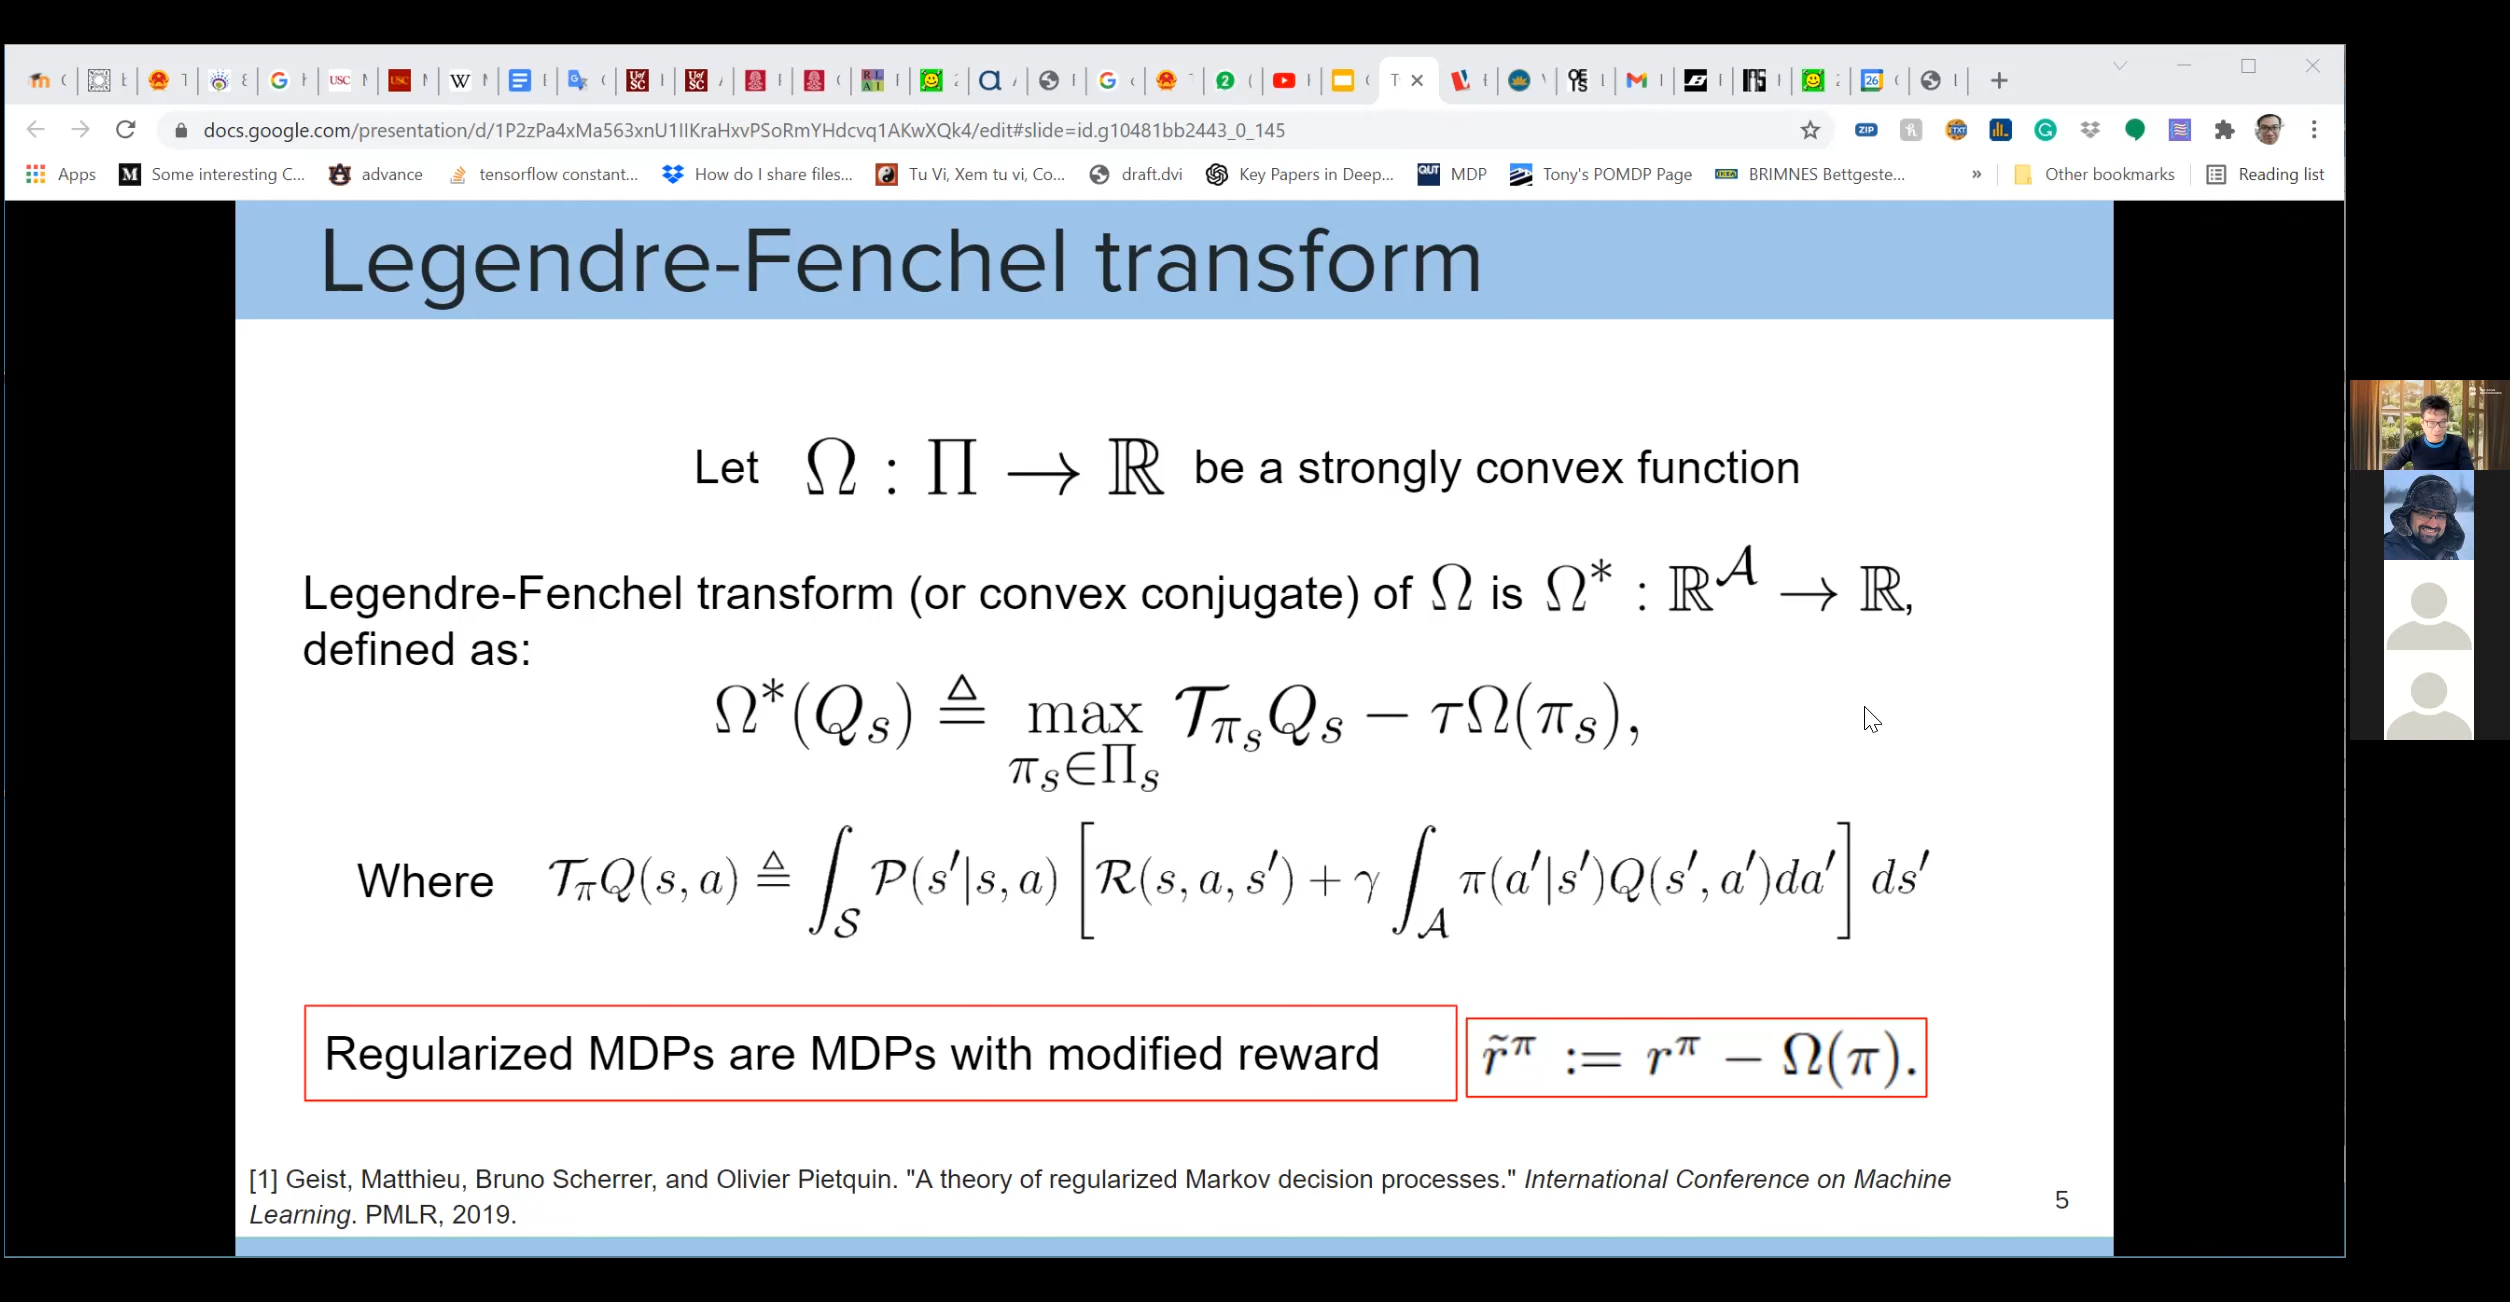 T
docs.google.com/presentation/d/1P2zPa4xMa563xnU1IIKraHxvPSoRmYHdcvq1AKwXQk4/edit#slide=id.g10481bb2443_0_145
Apps M Some interesting C... advance tensorflow constant... How do I share files... Tu Vi, Xem tu vi, Co... draft.dvi Key Papers in Deep... QUT MDP Tony's POMDP Page IKEA BRIMNES Bettgeste... » Other bookmarks Reading list
Legendre-Fenchel transform
Let Ω : Π → ℝ be a strongly convex function
Legendre-Fenchel transform (or convex conjugate) of Ω is Ω* : ℝ^𝒜 → ℝ,
defined as:
Ω*(Q_s) ≜ max_{π_s∈Π_s} 𝒯_{π_s} Q_s − τΩ(π_s),
Where 𝒯_π Q(s, a) ≜ ∫_𝒮 𝒫(s′|s, a) [ℛ(s, a, s′) + γ ∫_𝒜 π(a′|s′)Q(s′, a′)da′] ds′
Regularized MDPs are MDPs with modified reward r̃^π := r^π − Ω(π).
[1] Geist, Matthieu, Bruno Scherrer, and Olivier Pietquin. "A theory of regularized Markov decision processes." International Conference on Machine
Learning. PMLR, 2019.
5